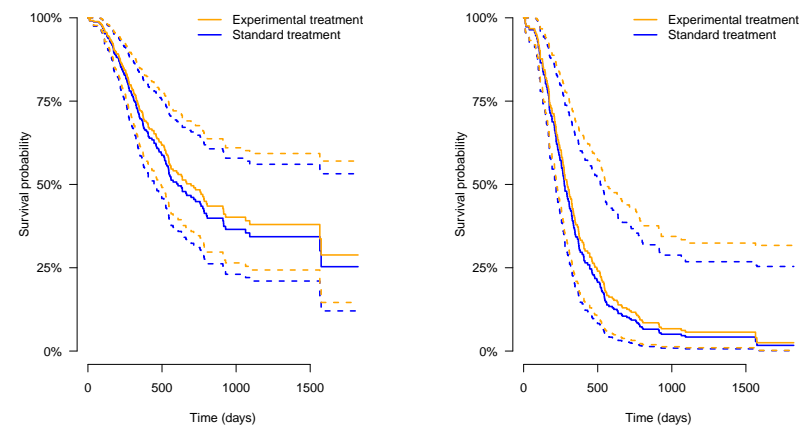 Experimental treatment
Standard treatment
100%
75%
50%
25%
0%
Survival probability
0
500
1000
1500
Time (days)
Experimental treatment
Standard treatment
100%
75%
50%
25%
0%
Survival probability
0
500
1000
1500
Time (days)